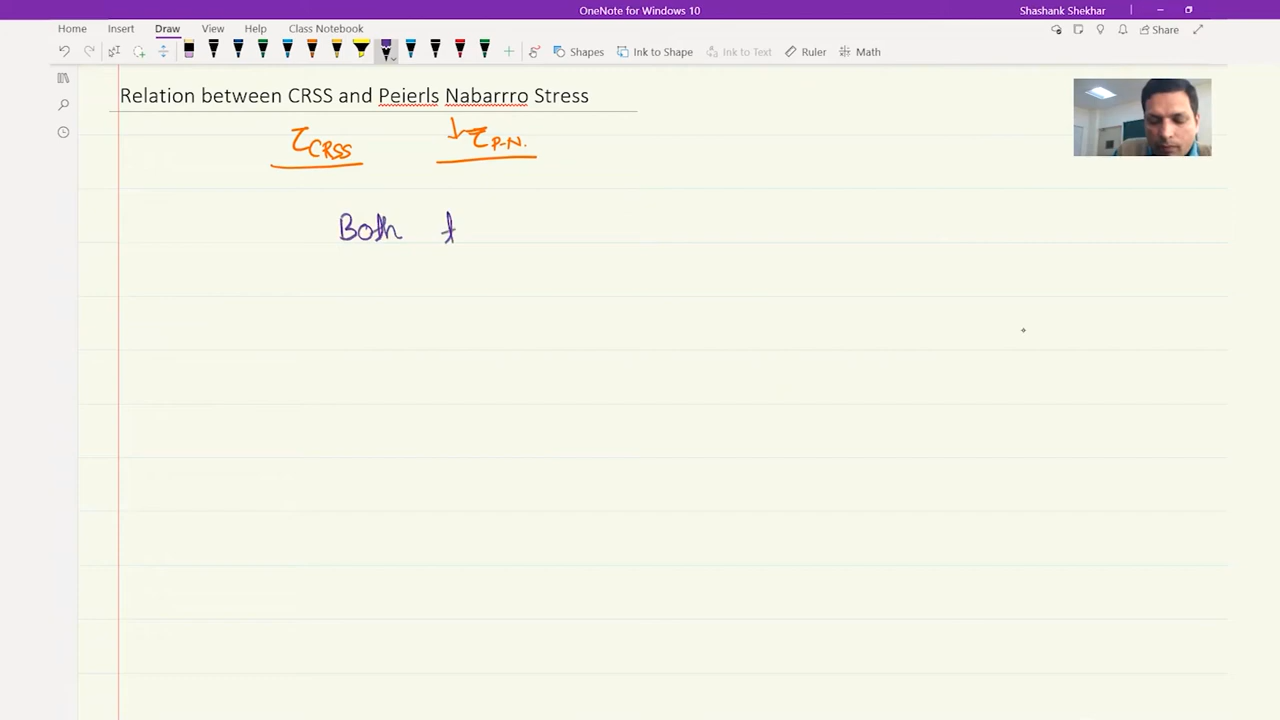 OneNote for Windows 10
Shashank Shekhar
Home Insert Draw View Help Class Notebook
Share
Shapes Ink to Shape Ink to Text Ruler Math
Relation between CRSS and Peierls Nabarrro Stress
τCRSS τP-N.
Both t